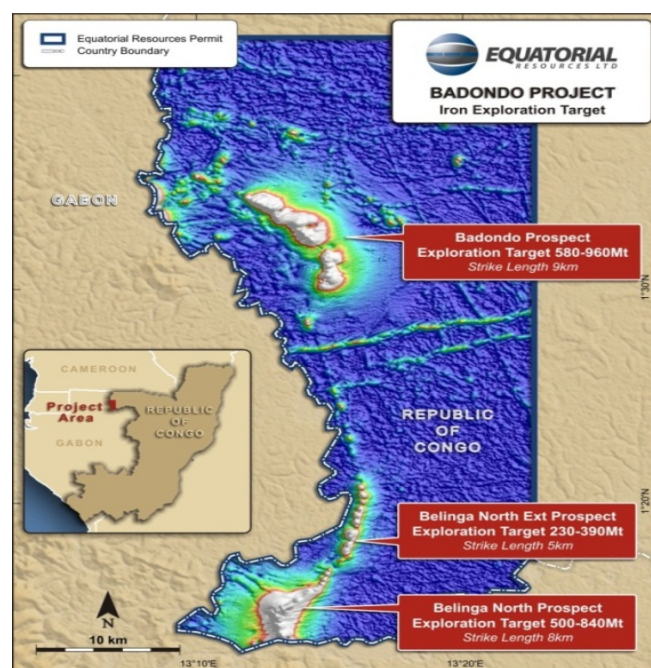 Equatorial Resources Permit
Country Boundary
EQUATORIAL
RESOURCES LTD
BADONDO PROJECT
Iron Exploration Target
GABON
Badondo Prospect
Exploration Target 580-960Mt
Strike Length 9km
1°30'N
CAMEROON
Project
Area
REPUBLIC
OF
CONGO
GABON
REPUBLIC
OF
CONGO
1°20'N
Belinga North Ext Prospect
Exploration Target 230-390Mt
Strike Length 5km
Belinga North Prospect
Exploration Target 500-840Mt
Strike Length 8km
N
10 km
13°10'E
13°20'E